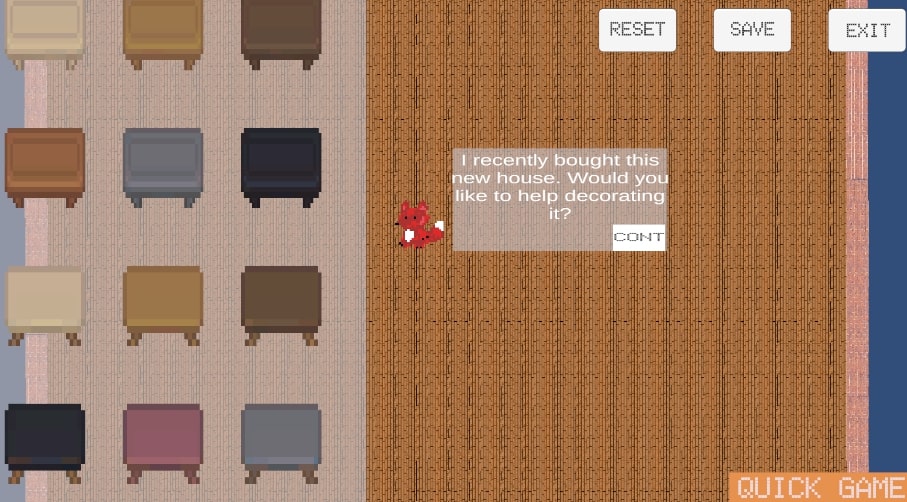 RESET SAVE EXIT
I recently bought this
new house. Would you
like to help decorating
it?
CONT
QUICK GAME